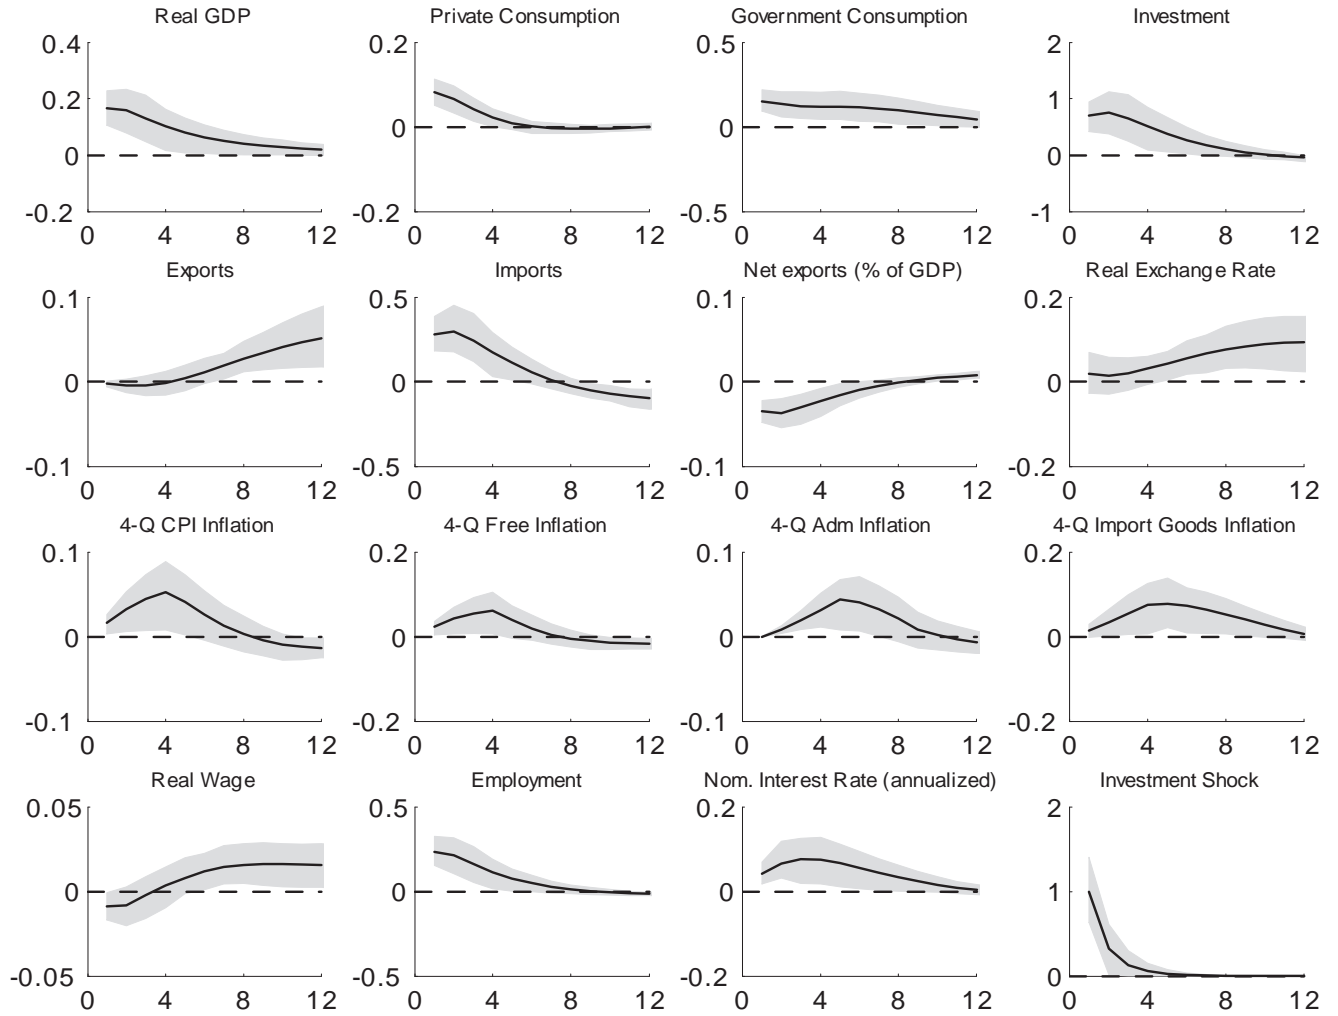 Real GDP Private Consumption Government Consumption Investment
0.4 0.2 0.5 2
0.2 1
0 0 0 0
-0.2 -0.2 -0.5 -1
0 4 8 12 0 4 8 12 0 4 8 12 0 4 8 12
Exports Imports Net exports (% of GDP) Real Exchange Rate
0.1 0.5 0.1 0.2
0 0 0 0
-0.1 -0.5 -0.1 -0.2
0 4 8 12 0 4 8 12 0 4 8 12 0 4 8 12
4-Q CPI Inflation 4-Q Free Inflation 4-Q Adm Inflation 4-Q Import Goods Inflation
0.1 0.2 0.1 0.2
0 0 0 0
-0.1 -0.2 -0.1 -0.2
0 4 8 12 0 4 8 12 0 4 8 12 0 4 8 12
Real Wage Employment Nom. Interest Rate (annualized) Investment Shock
0.05 0.5 0.2 2
0 0 0 1
-0.05 -0.5 -0.2 0
0 4 8 12 0 4 8 12 0 4 8 12 0 4 8 12